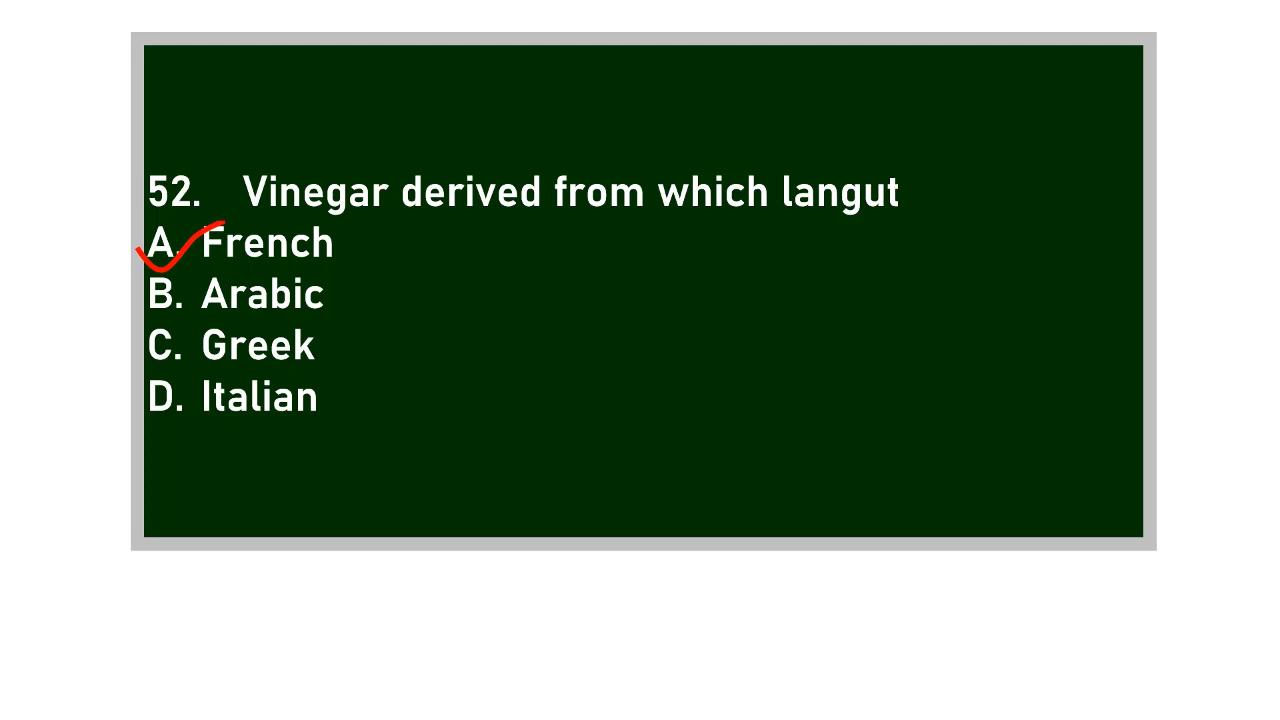 52. Vinegar derived from which langut
A. French
B. Arabic
C. Greek
D. Italian